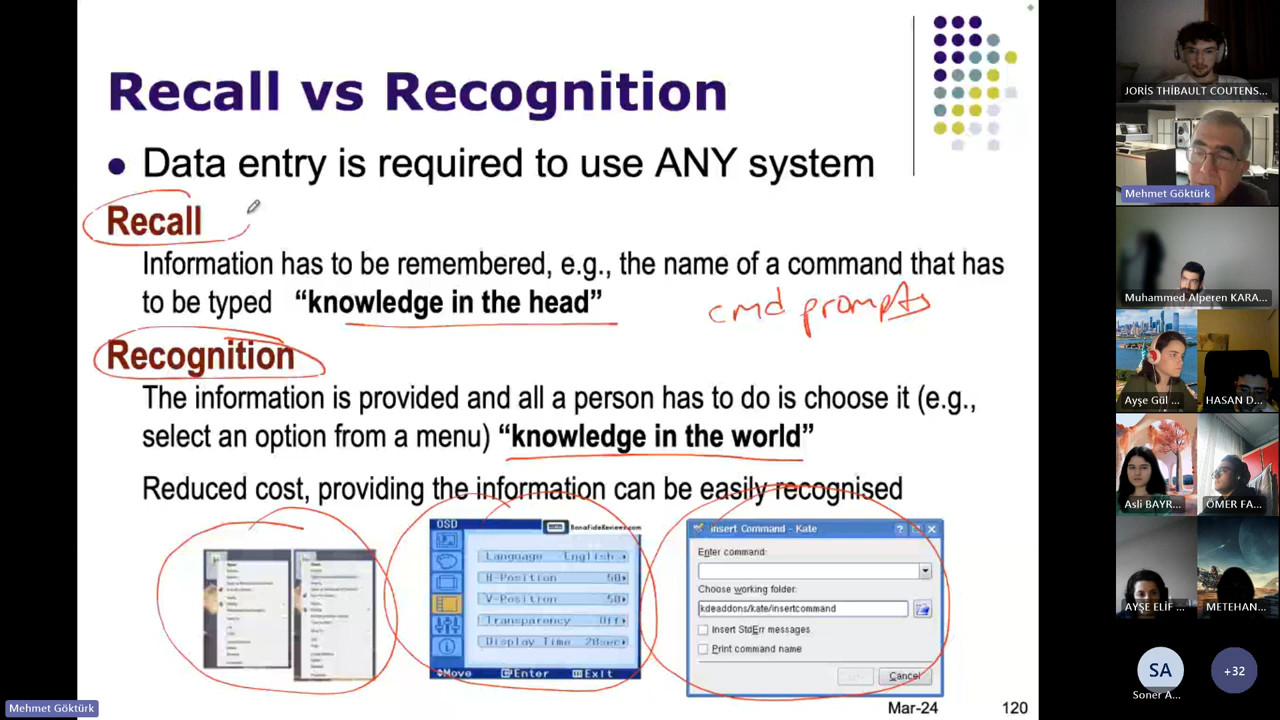 Recall vs Recognition
Data entry is required to use ANY system
Recall
Information has to be remembered, e.g., the name of a command that has
to be typed "knowledge in the head"
cmd prompts
Recognition
The information is provided and all a person has to do is choose it (e.g.,
select an option from a menu) "knowledge in the world"
Reduced cost, providing the information can be easily recognised
OSD
BonaFideReviews.com
Language English
H-Position 50
V-Position 50
Transparency Off
Display Time 20sec
Move Enter Exit
Insert Command - Kate
Enter command:
Choose working folder:
kdeaddons/kate/insertcommand
Insert StdErr messages
Print command name
Cancel
Mar-24 120
Mehmet Göktürk
JORİS THİBAULT COUTENS...
Mehmet Göktürk
Muhammed Alperen KARA...
Ayşe Gül ...
HASAN D...
Asli BAYR...
ÖMER FA...
AYŞE ELİF ...
METEHAN...
SA
Soner A...
+32